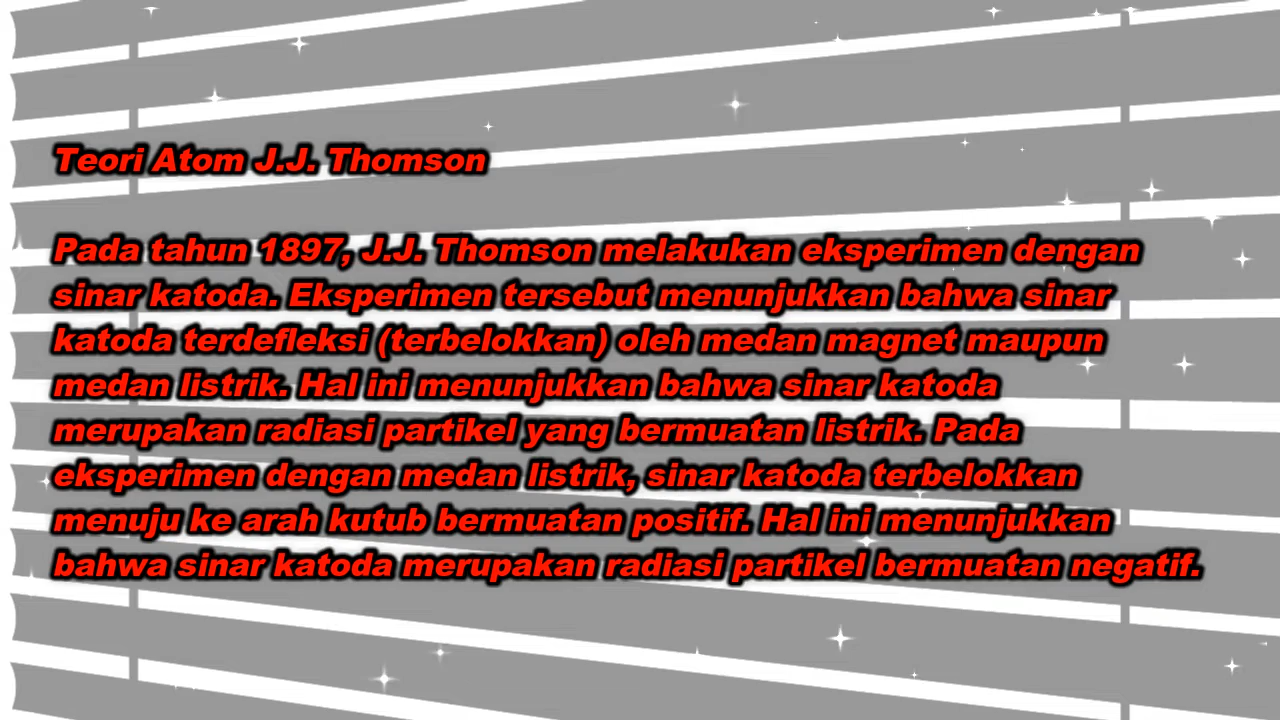 Teori Atom J.J. Thomson
Pada tahun 1897, J.J. Thomson melakukan eksperimen dengan
sinar katoda. Eksperimen tersebut menunjukkan bahwa sinar
katoda terdefleksi (terbelokkan) oleh medan magnet maupun
medan listrik. Hal ini menunjukkan bahwa sinar katoda
merupakan radiasi partikel yang bermuatan listrik. Pada
eksperimen dengan medan listrik, sinar katoda terbelokkan
menuju ke arah kutub bermuatan positif. Hal ini menunjukkan
bahwa sinar katoda merupakan radiasi partikel bermuatan negatif.